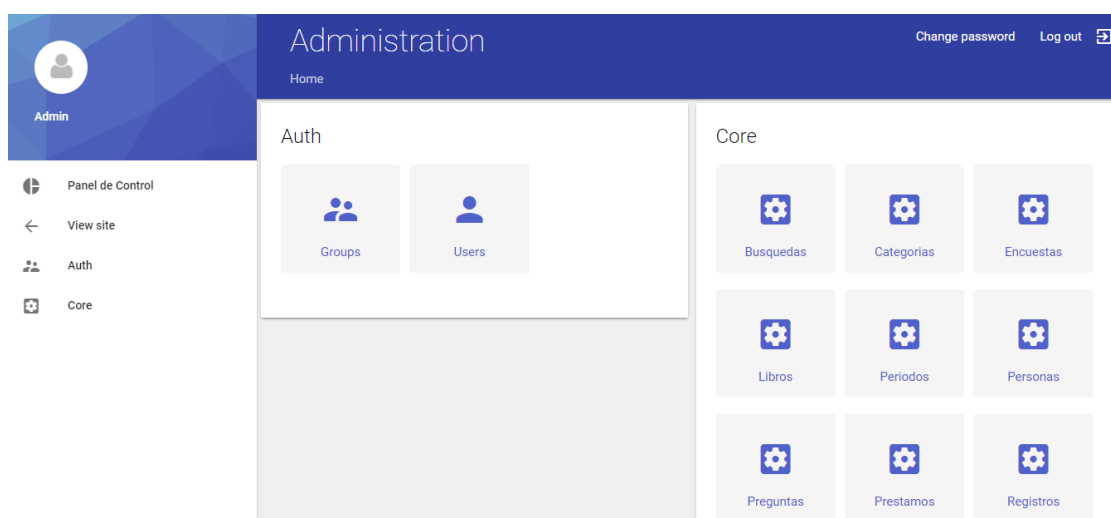 Admin
Panel de Control
View site
Auth
Core
Administration
Change password Log out
Home
Auth
Groups Users
Core
Busquedas Categorias Encuestas
Libros Periodos Personas
Preguntas Prestamos Registros